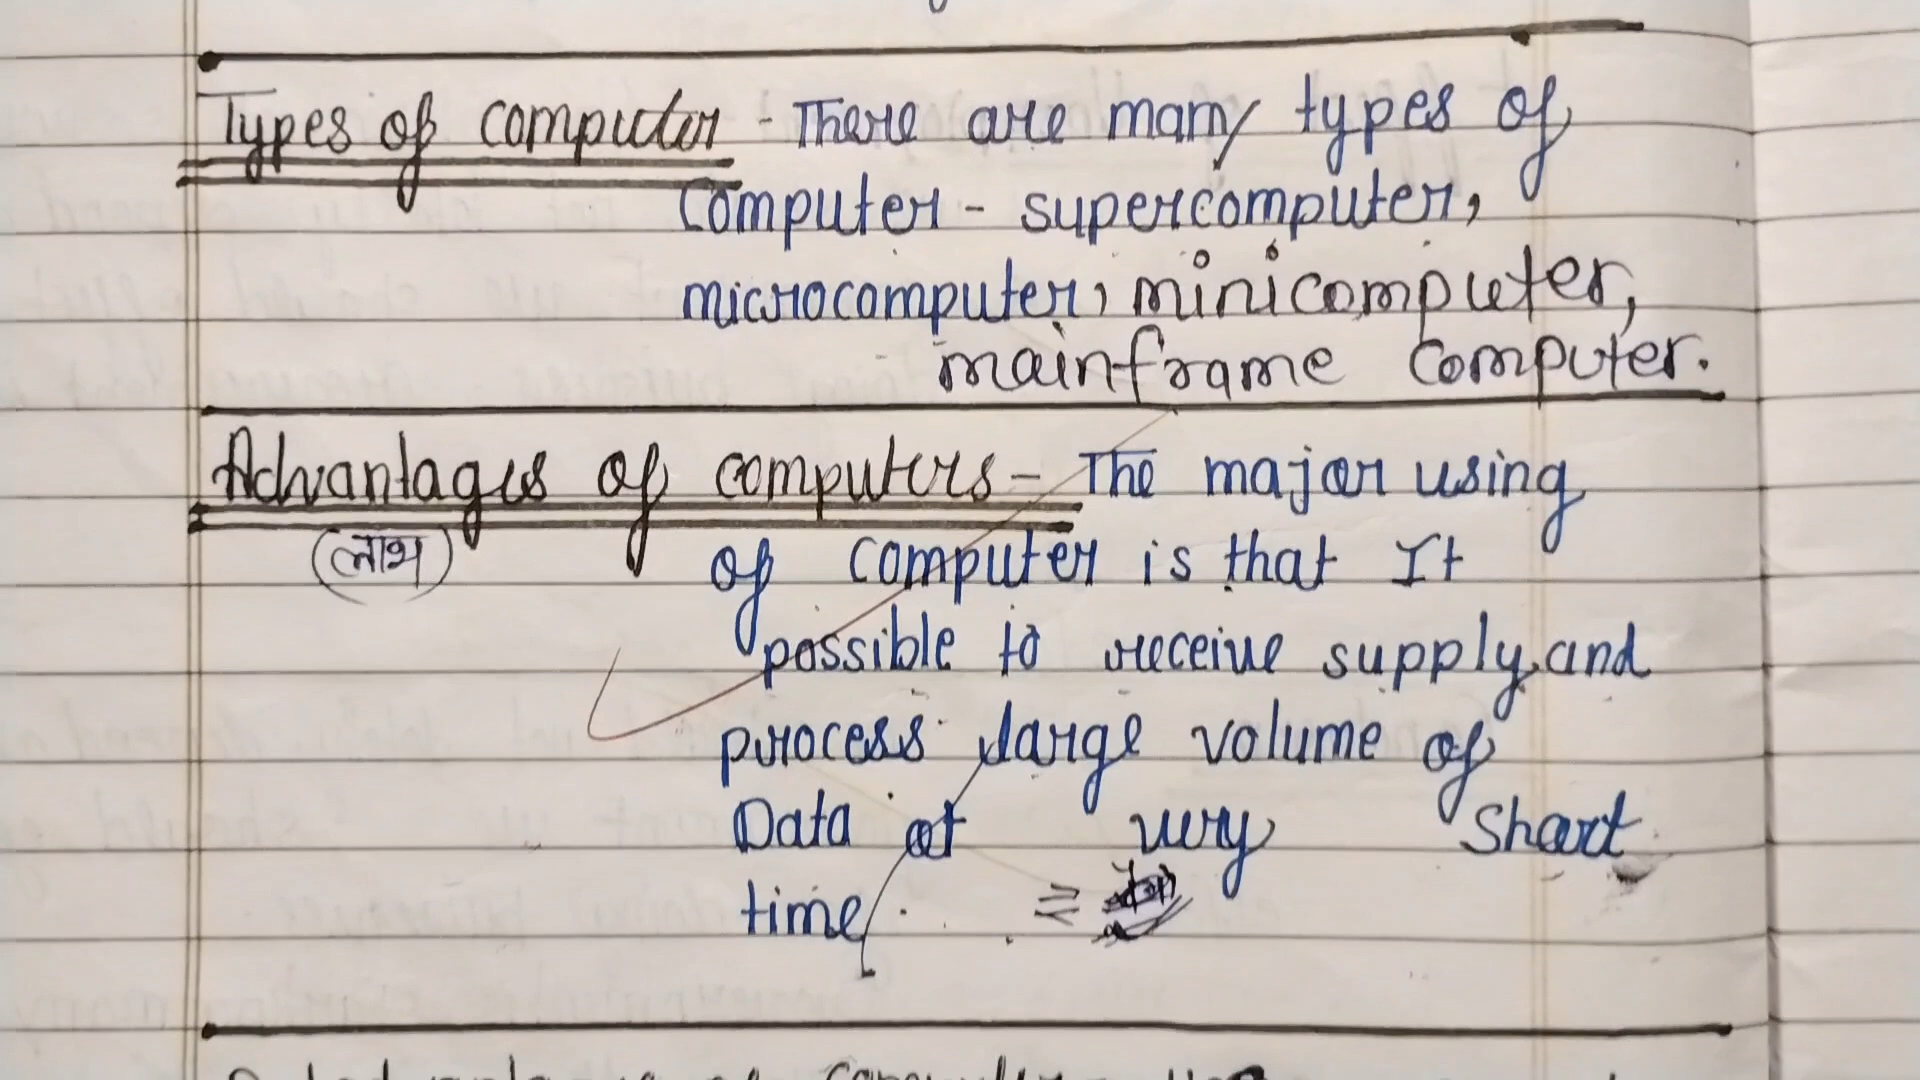 Types of computer - There are many types of
Computer - supercomputer,
microcomputer, minicomputer,
mainframe computer.
Advantages of computers - The major using
(लाभ)
of computer is that It
possible to receive supply, and
process large volume of
Data at very short
time.